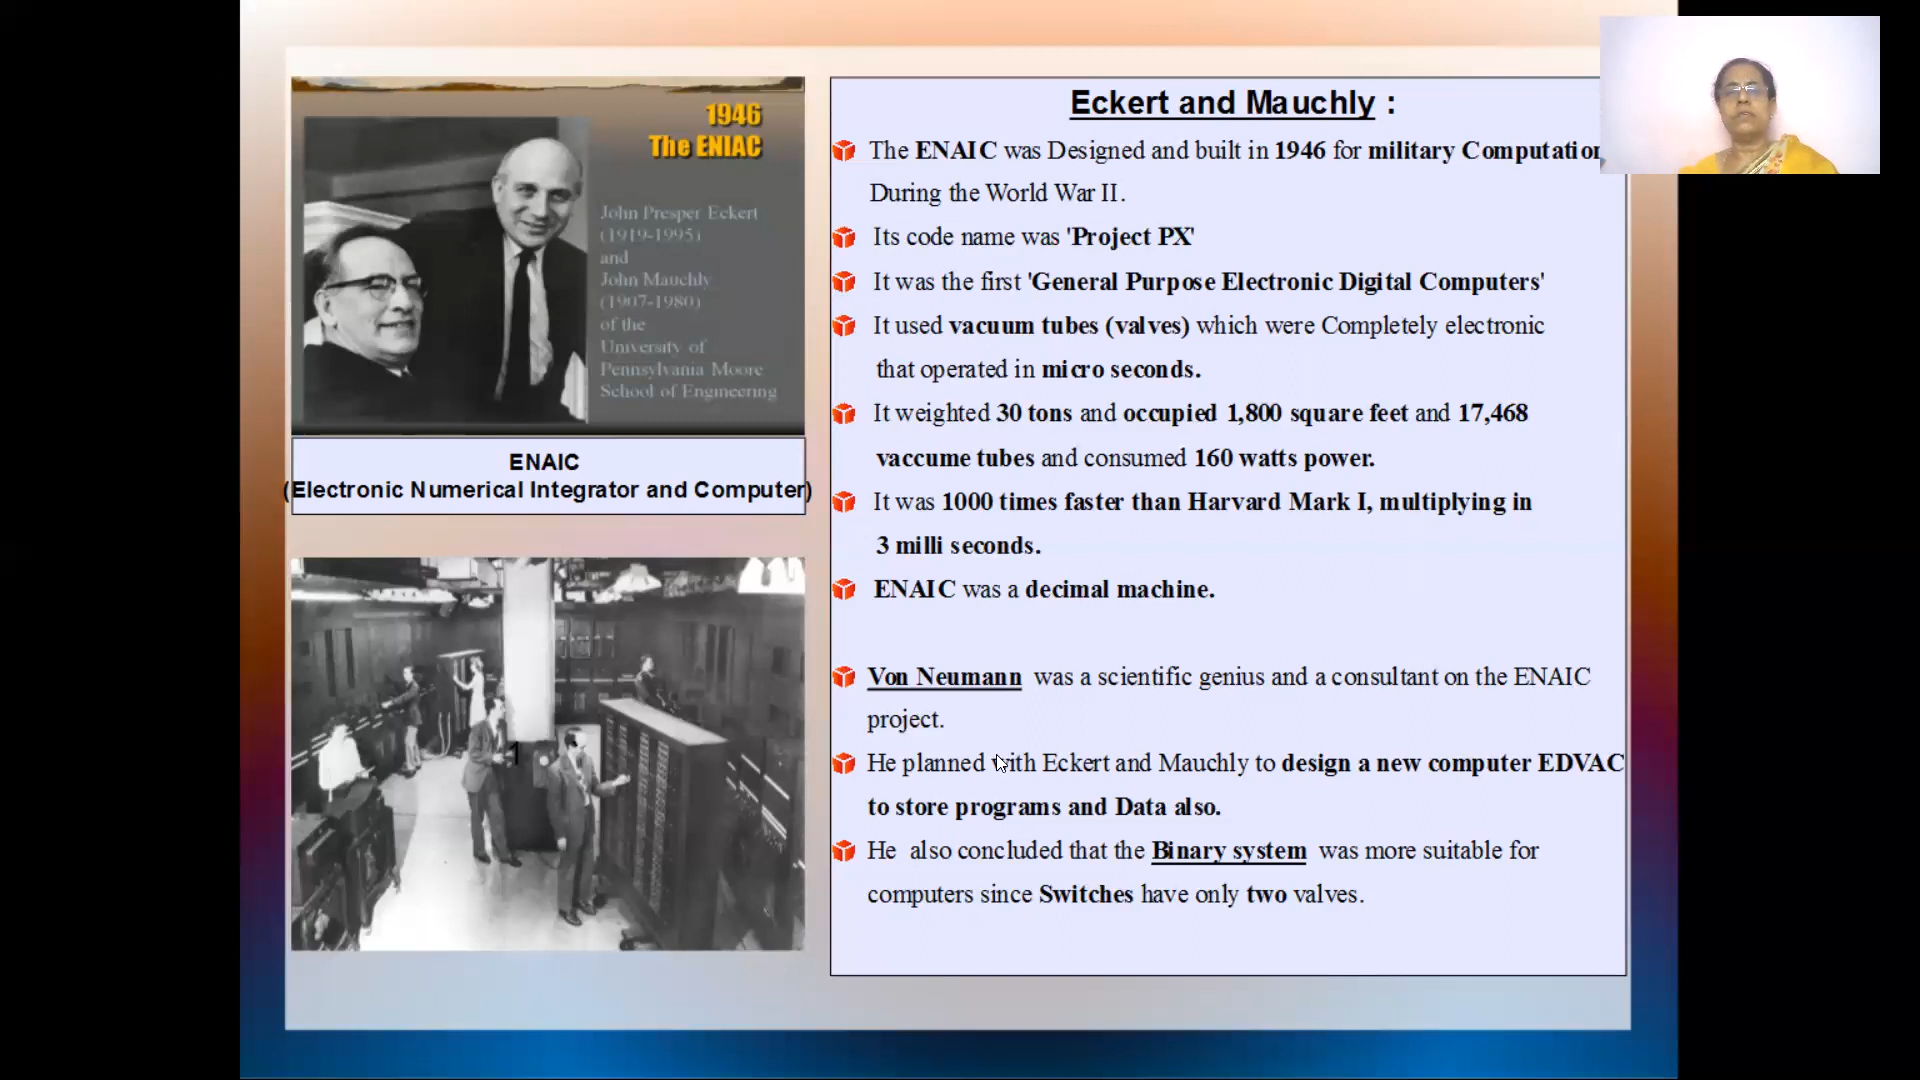 1946
The ENIAC
John Presper Eckert
(1919-1995)
and
John Mauchly
(1907-1980)
of the
University of
Pennsylvania Moore
School of Engineering
ENAIC
(Electronic Numerical Integrator and Computer)
1
Eckert and Mauchly :
The ENAIC was Designed and built in 1946 for military Computation
During the World War II.
Its code name was 'Project PX'
It was the first 'General Purpose Electronic Digital Computers'
It used vacuum tubes (valves) which were Completely electronic
that operated in micro seconds.
It weighted 30 tons and occupied 1,800 square feet and 17,468
vaccume tubes and consumed 160 watts power.
It was 1000 times faster than Harvard Mark I, multiplying in
3 milli seconds.
ENAIC was a decimal machine.
Von Neumann was a scientific genius and a consultant on the ENAIC
project.
He planned with Eckert and Mauchly to design a new computer EDVAC
to store programs and Data also.
He also concluded that the Binary system was more suitable for
computers since Switches have only two valves.